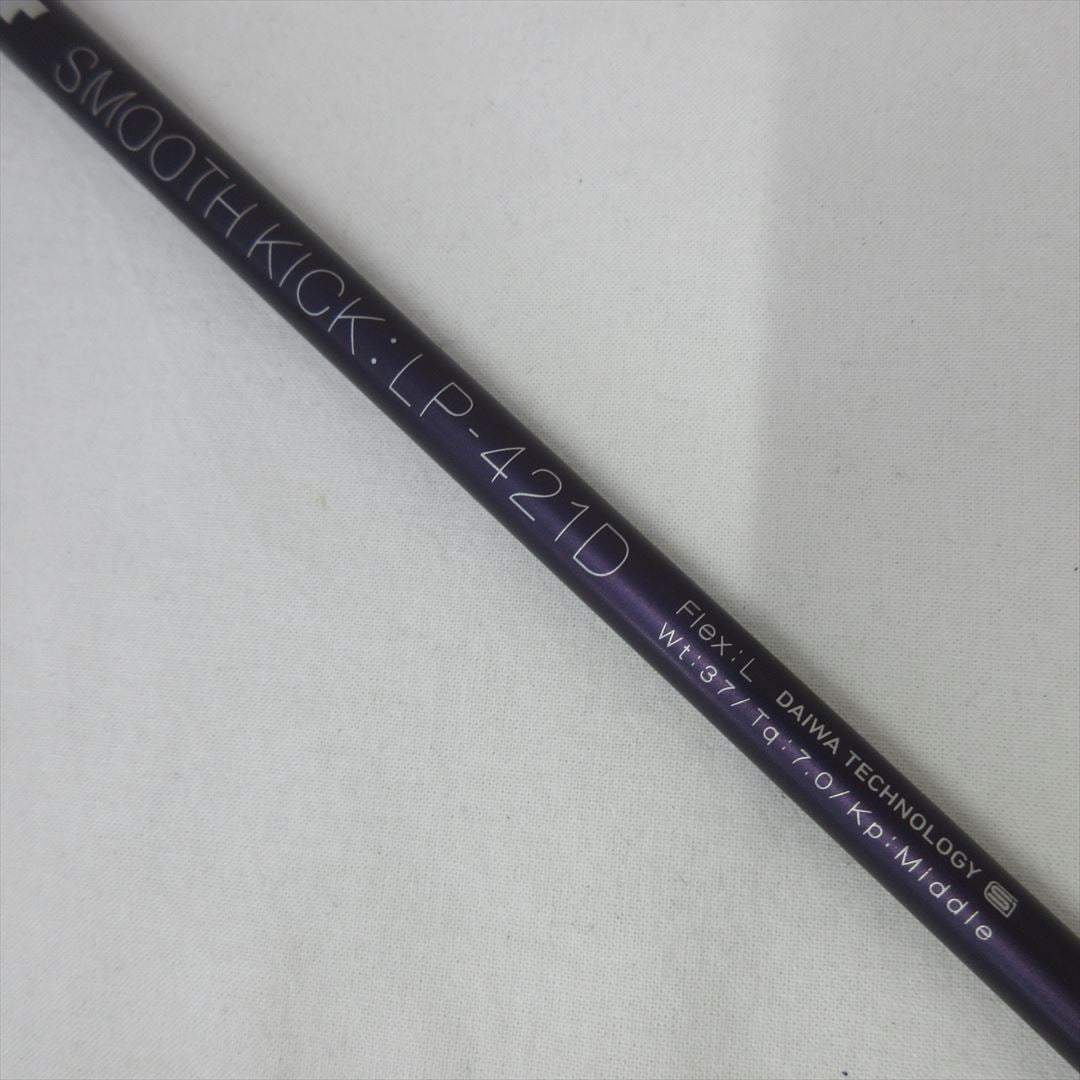 SMOOTH KICK: LP-421D
Flex:L
Wt:37/Tq:7.0/Kp:Middle
DAIWA TECHNOLOGY